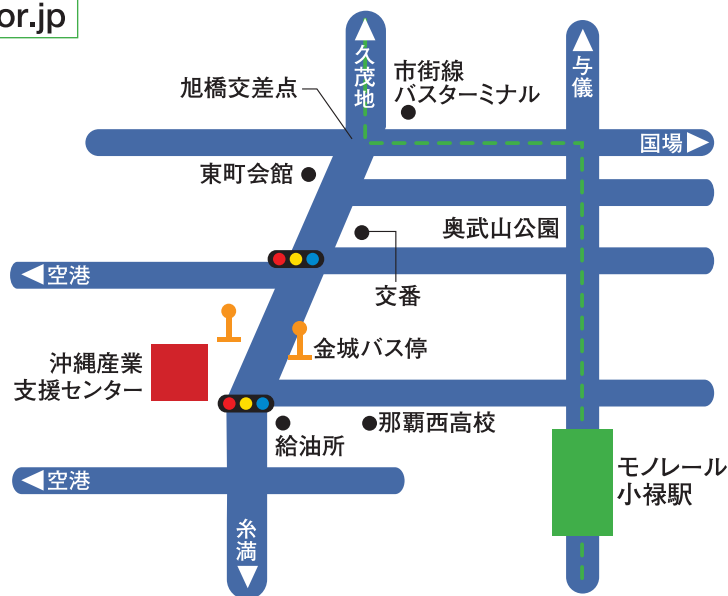 or.jp
久茂地
与儀
市街線
バスターミナル
旭橋交差点
国場
東町会館
奥武山公園
空港
交番
金城バス停
沖縄産業
支援センター
那覇西高校
給油所
モノレール
小禄駅
空港
糸満